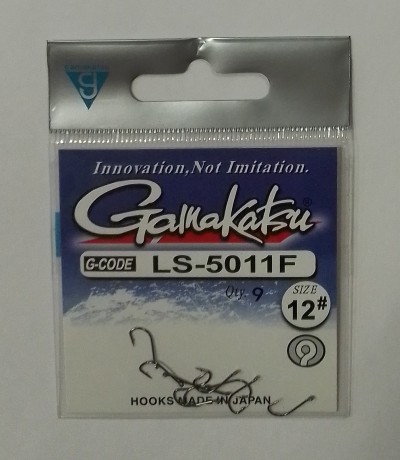 g
Innovation, Not Imitation.
Gamakatsu®
G-CODE LS-5011F
Qty. 9
SIZE
12#
HOOKS MADE IN JAPAN